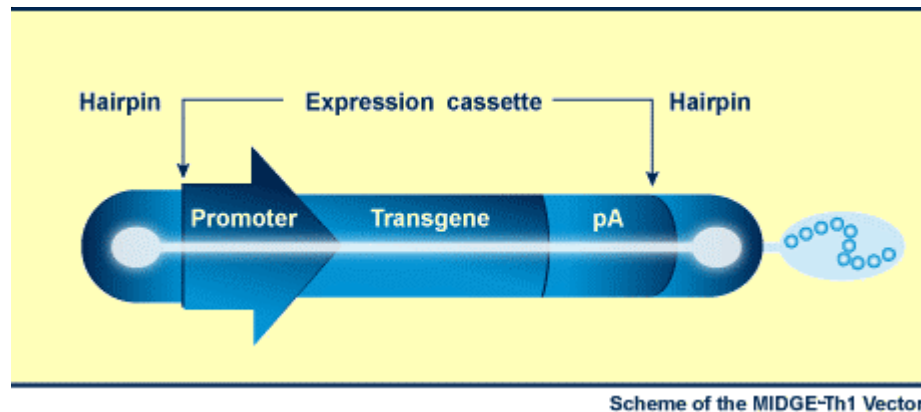 Hairpin Expression cassette Hairpin
Promoter Transgene pA
Scheme of the MIDGE-Th1 Vector